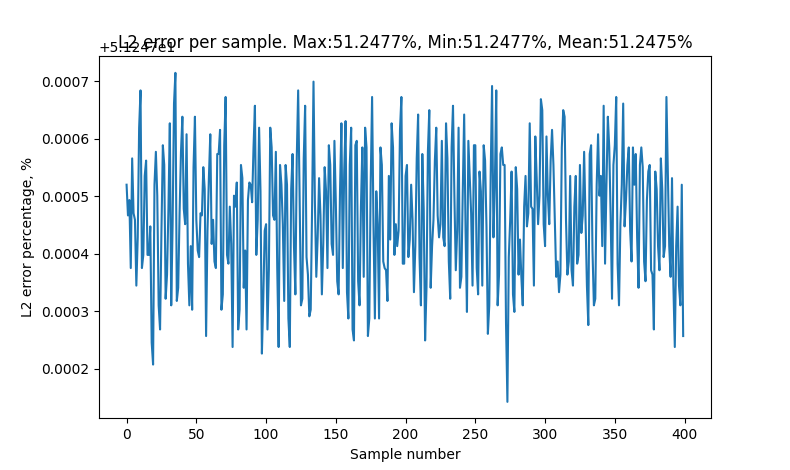 L2 error per sample. Max:51.2477%, Min:51.2477%, Mean:51.2475%
+5.1247e1
0.0007
0.0006
0.0005
0.0004
0.0003
0.0002
L2 error percentage, %
0 50 100 150 200 250 300 350 400
Sample number